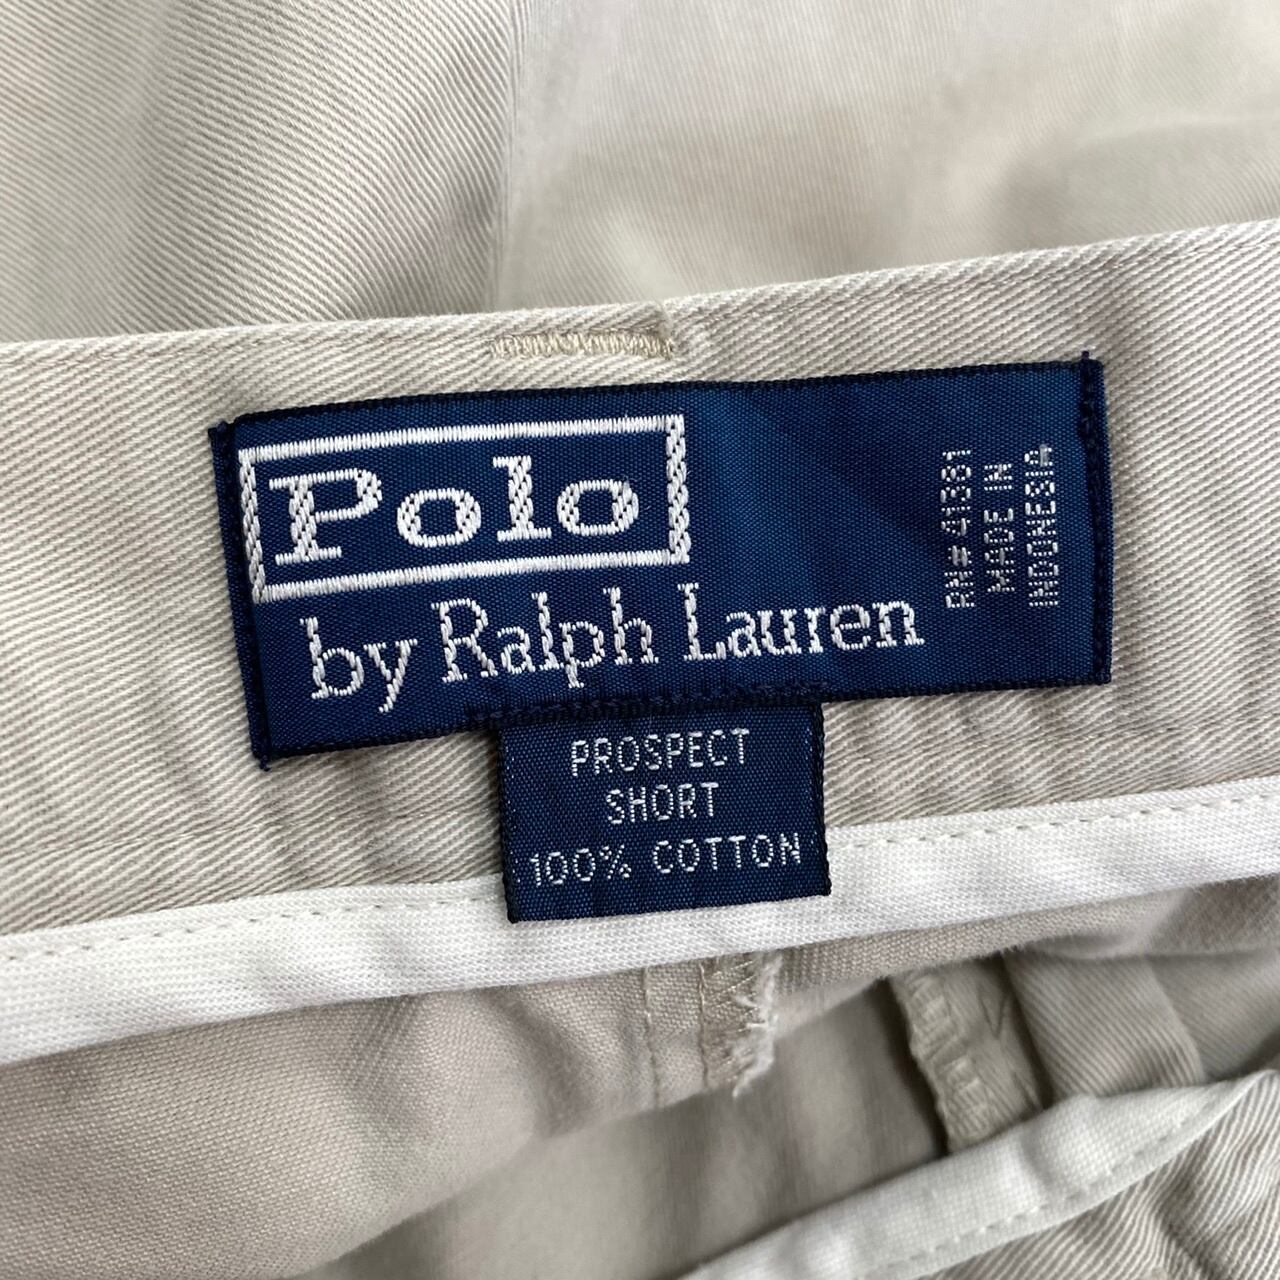 Polo
by Ralph Lauren
RN# 41381
MADE IN
INDONESIA
PROSPECT
SHORT
100% COTTON